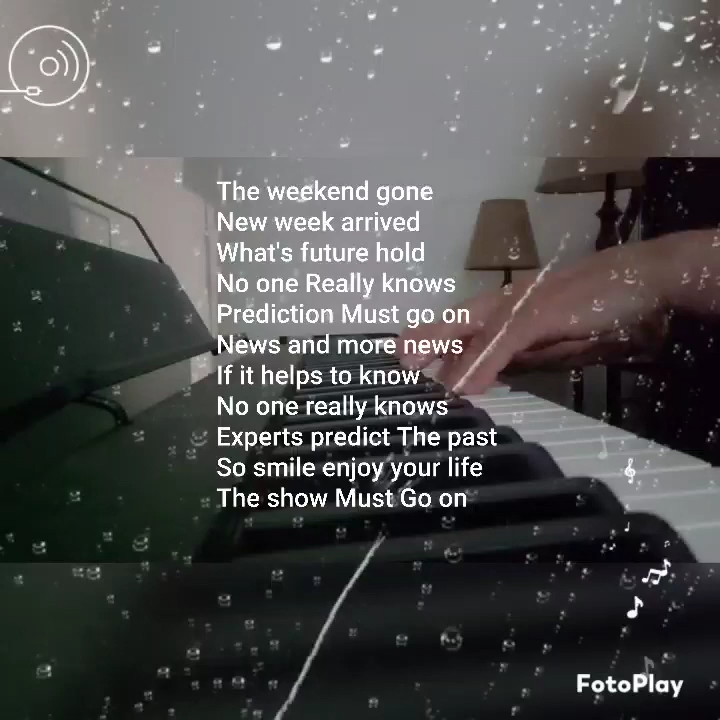 The weekend gone
New week arrived
What's future hold
No one Really knows
Prediction Must go on
News and more news
If it helps to know
No one really knows
Experts predict The past
So smile enjoy your life
The show Must Go on
FotoPlay